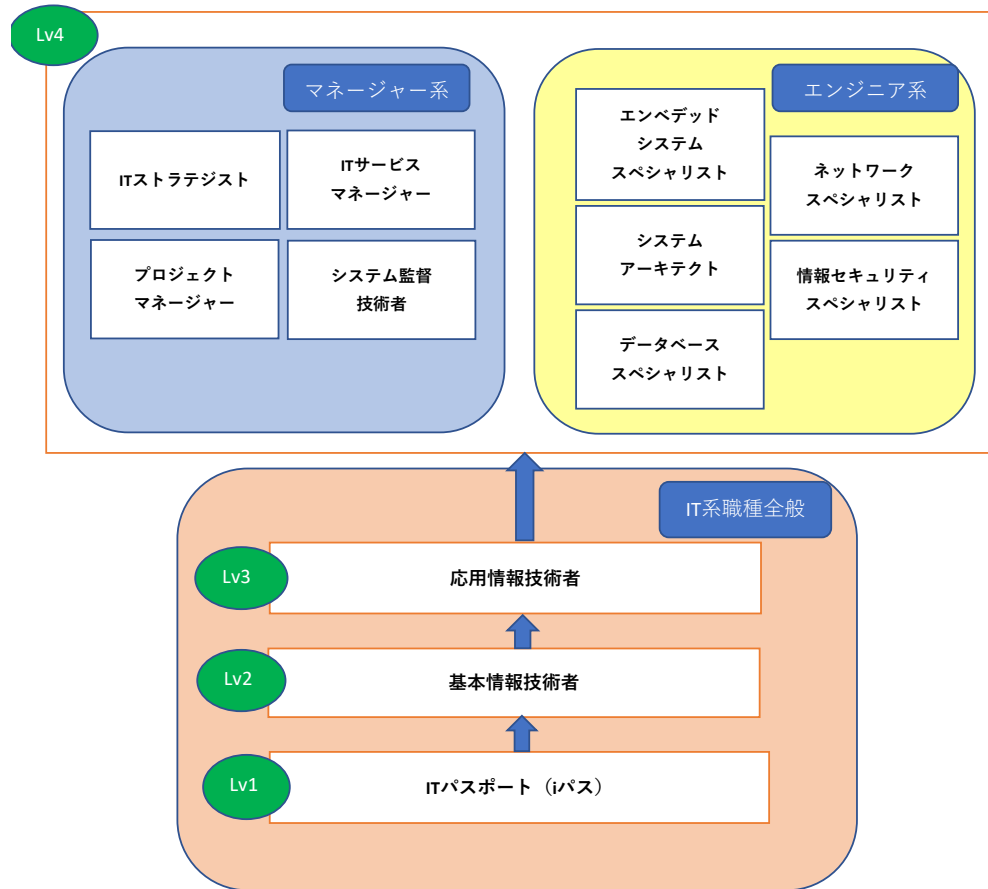 Lv4
マネージャー系
ITストラテジスト
ITサービス
マネージャー
プロジェクト
マネージャー
システム監督
技術者
エンジニア系
エンベデッド
システム
スペシャリスト
ネットワーク
スペシャリスト
システム
アーキテクト
情報セキュリティ
スペシャリスト
データベース
スペシャリスト
IT系職種全般
Lv3
応用情報技術者
Lv2
基本情報技術者
Lv1
ITパスポート（iパス）